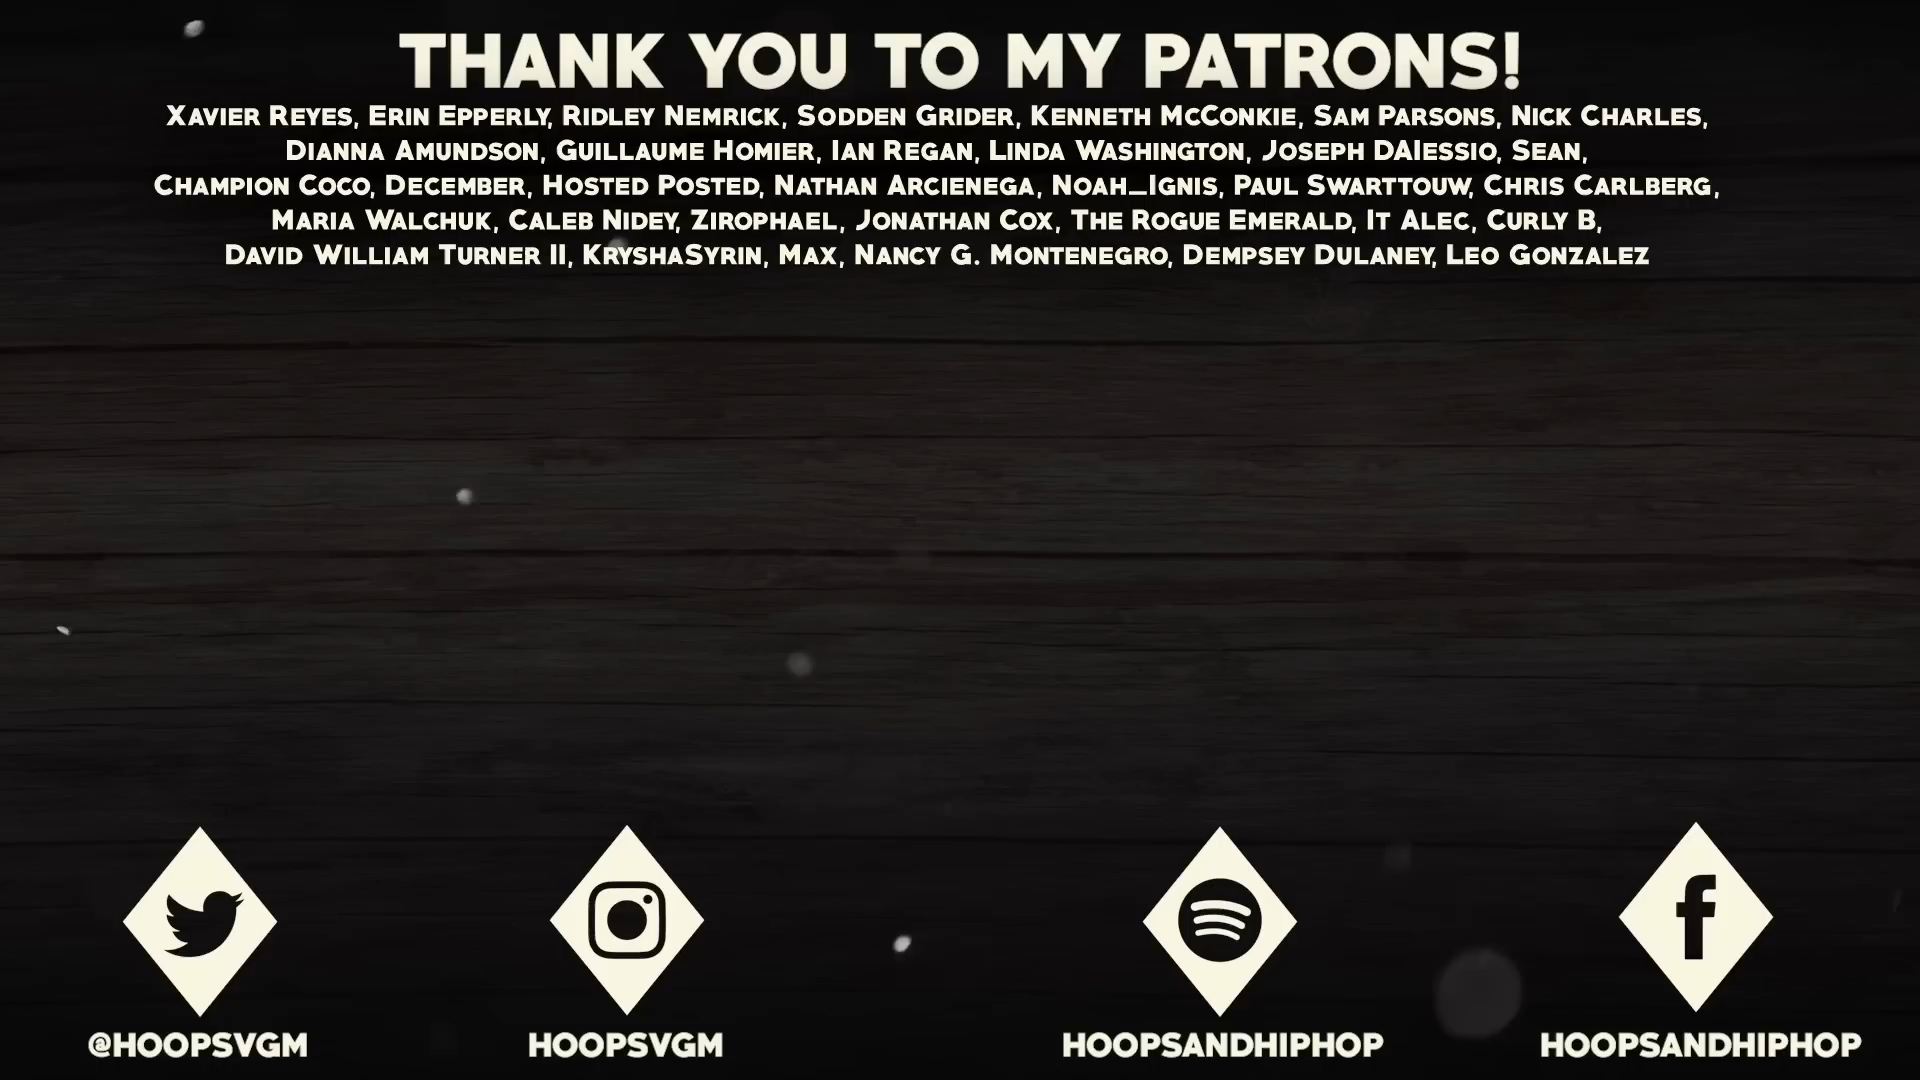 THANK YOU TO MY PATRONS!
Xavier Reyes, Erin Epperly, Ridley Nemrick, Sodden Grider, Kenneth McConkie, Sam Parsons, Nick Charles,
Dianna Amundson, Guillaume Homier, Ian Regan, Linda Washington, Joseph DAIessio, Sean,
Champion Coco, December, Hosted Posted, Nathan Arcienega, Noah_Ignis, Paul Swarttouw, Chris Carlberg,
Maria Walchuk, Caleb Nidey, Zirophael, Jonathan Cox, The Rogue Emerald, It Alec, Curly B,
David William Turner II, KryshaSyrin, Max, Nancy G. Montenegro, Dempsey Dulaney, Leo Gonzalez
@HOOPSVGM HOOPSVGM HOOPSANDHIPHOP HOOPSANDHIPHOP